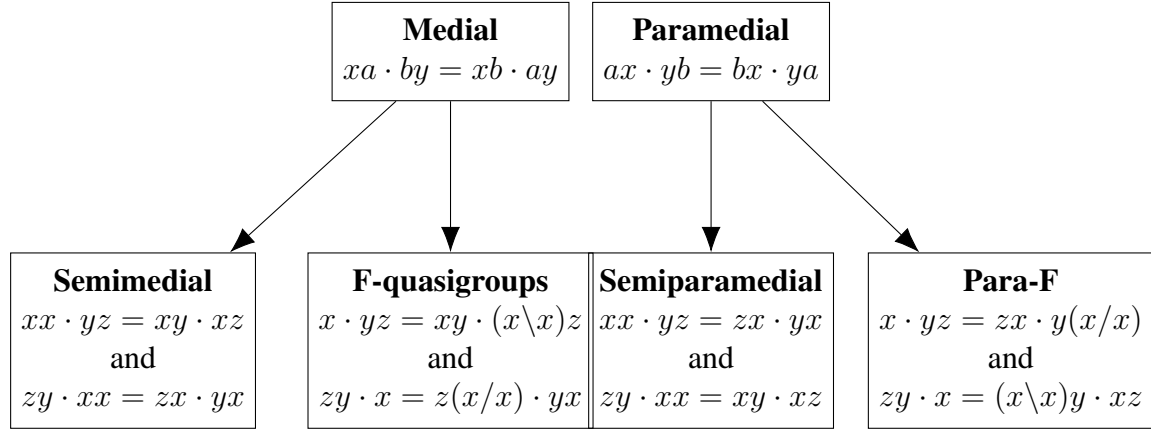 Medial
xa · by = xb · ay
Paramedial
ax · yb = bx · ya
Semimedial
xx · yz = xy · xz
and
zy · xx = zx · yx
F-quasigroups
x · yz = xy · (x\x)z
and
zy · x = z(x/x) · yx
Semiparamedial
xx · yz = zx · yx
and
zy · xx = xy · xz
Para-F
x · yz = zx · y(x/x)
and
zy · x = (x\x)y · xz